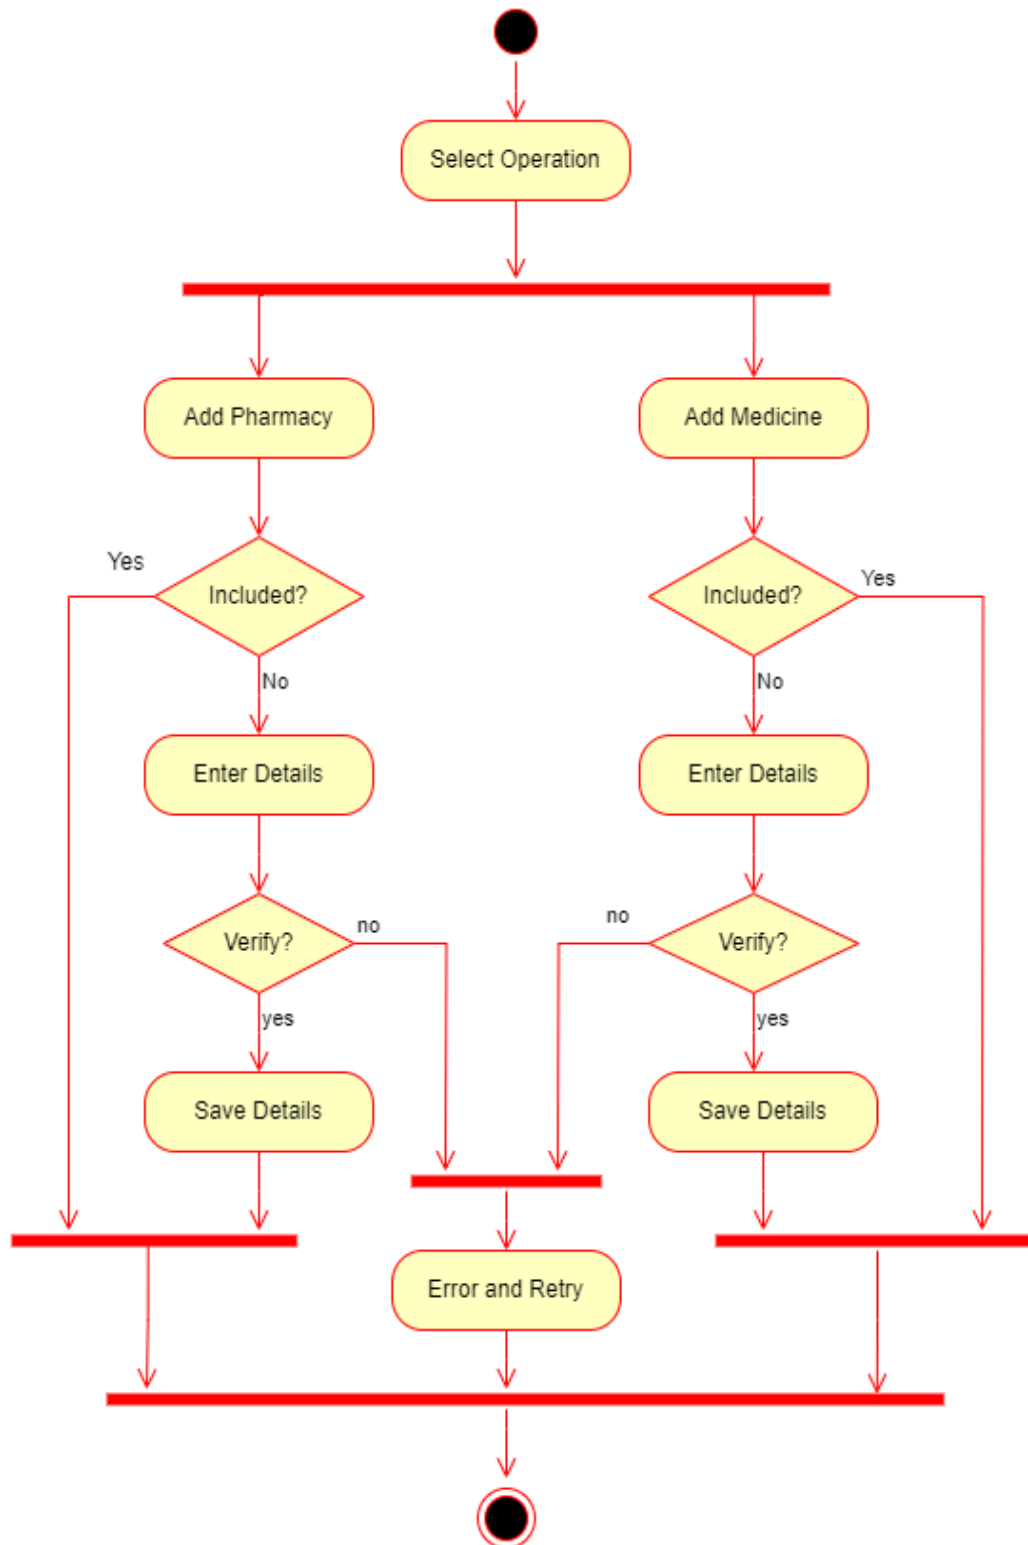 Select Operation
Add Pharmacy
Add Medicine
Yes
Included?
Included?
Yes
No
No
Enter Details
Enter Details
Verify?
no
no
Verify?
yes
yes
Save Details
Save Details
Error and Retry